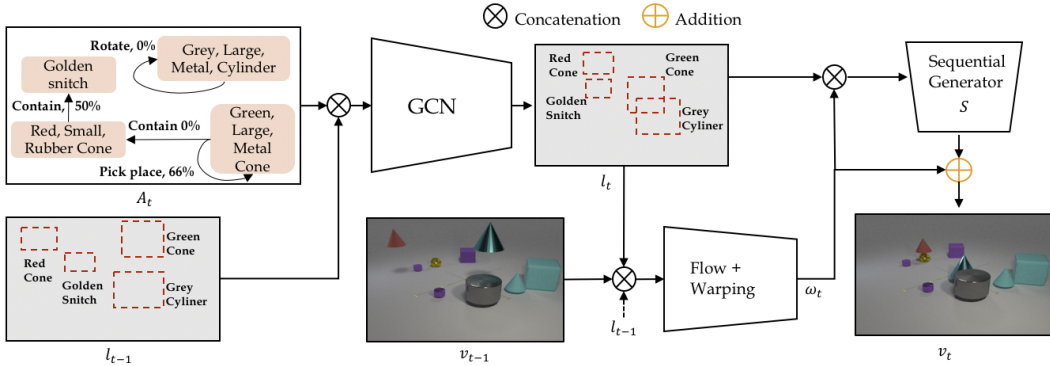 Concatenation
Addition
Rotate, 0%
Grey, Large,
Metal, Cylinder
Golden
snitch
Contain, 50%
Red, Small,
Rubber Cone
Contain 0%
Green,
Large,
Metal
Cone
Pick place, 66%
A_t
GCN
Red
Cone
Golden
Snitch
Green
Cone
Grey
Cyliner
l_t
Sequential
Generator
S
Red
Cone
Golden
Snitch
Green
Cone
Grey
Cyliner
l_{t-1}
v_{t-1}
l_{t-1}
Flow +
Warping
ω_t
v_t